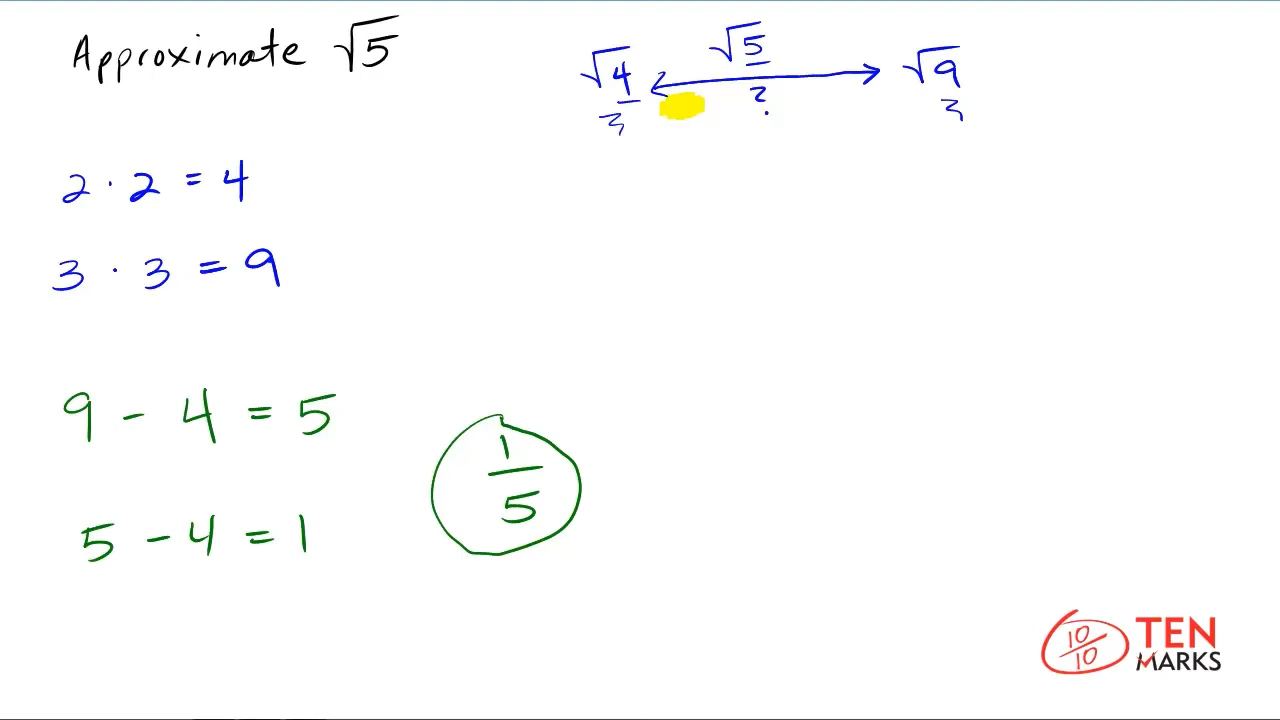 Approximate √5
√4 √5 √9
3 ? 3
2 · 2 = 4
3 · 3 = 9
9 - 4 = 5
5 - 4 = 1
1/5
10/10
TEN
MARKS